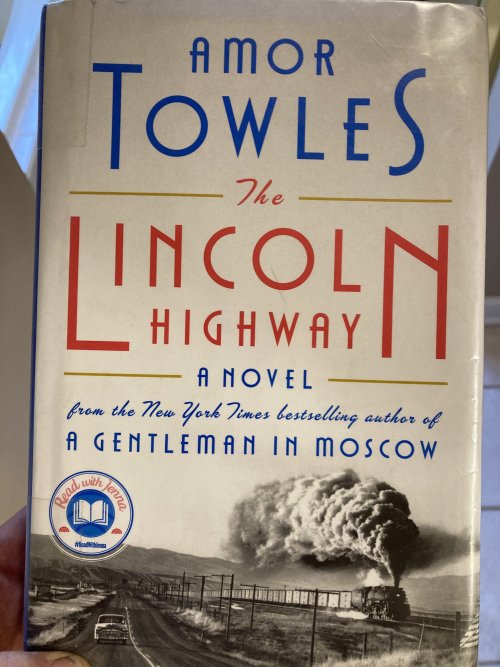 AMOR
TOWLES
The
LINCOLN
HIGHWAY
A NOVEL
from the New York Times bestselling author of
A GENTLEMAN IN MOSCOW
Read with Jenna
#ReadWithJenna